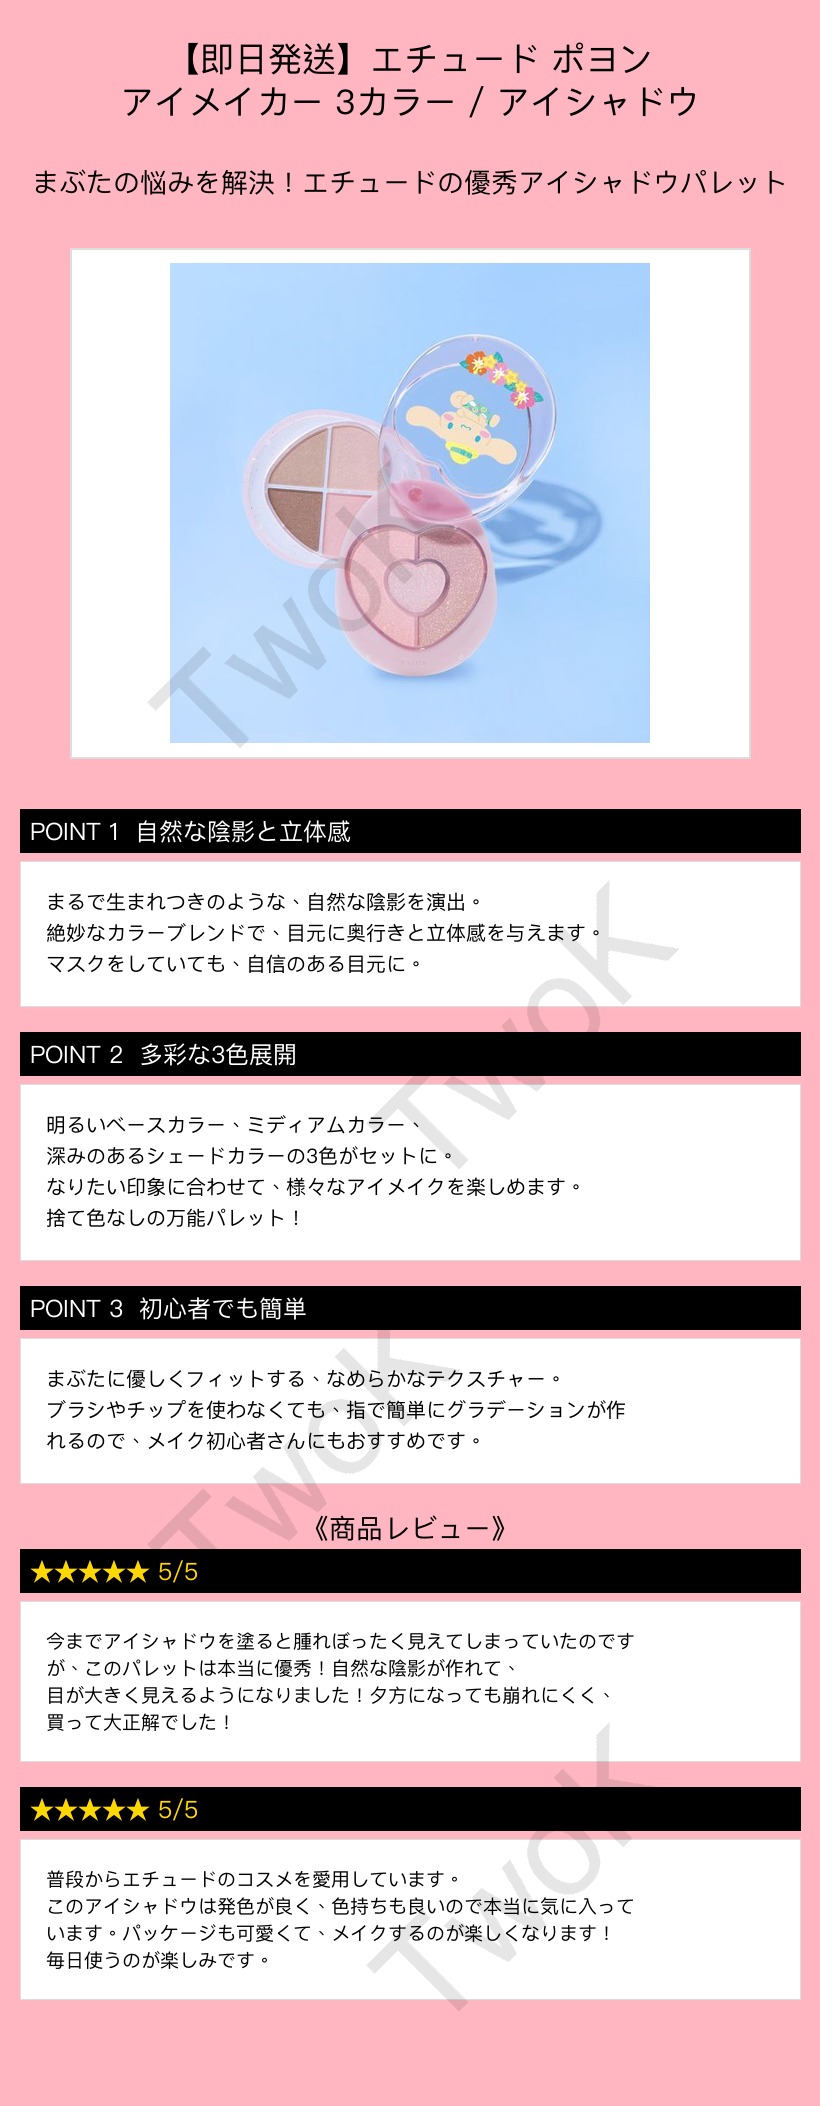 【即日発送】エチュード ポヨン
アイメイカー 3カラー / アイシャドウ
まぶたの悩みを解決！エチュードの優秀アイシャドウパレット
TwoK
POINT 1 自然な陰影と立体感
まるで生まれつきのような、自然な陰影を演出。
絶妙なカラーブレンドで、目元に奥行きと立体感を与えます。
マスクをしていても、自信のある目元に。
TwoK
POINT 2 多彩な3色展開
明るいベースカラー、ミディアムカラー、
深みのあるシェードカラーの3色がセットに。
なりたい印象に合わせて、様々なアイメイクを楽しめます。
捨て色なしの万能パレット！
POINT 3 初心者でも簡単
まぶたに優しくフィットする、なめらかなテクスチャー。
ブラシやチップを使わなくても、指で簡単にグラデーションが作
れるので、メイク初心者さんにもおすすめです。
TwoK
《商品レビュー》
★★★★★ 5/5
今までアイシャドウを塗ると腫れぼったく見えてしまっていたのです
が、このパレットは本当に優秀！自然な陰影が作れて、
目が大きく見えるようになりました！夕方になっても崩れにくく、
買って大正解でした！
★★★★★ 5/5
普段からエチュードのコスメを愛用しています。
このアイシャドウは発色が良く、色持ちも良いので本当に気に入って
います。パッケージも可愛くて、メイクするのが楽しくなります！
毎日使うのが楽しみです。
TwoK